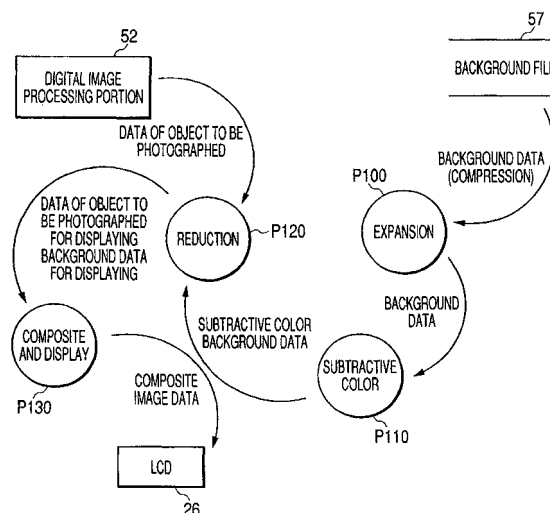 52
DIGITAL IMAGE
PROCESSING PORTION
57
BACKGROUND FILE
DATA OF OBJECT TO BE
PHOTOGRAPHED
BACKGROUND DATA
(COMPRESSION)
P100
EXPANSION
DATA OF OBJECT TO
BE PHOTOGRAPHED
FOR DISPLAYING
BACKGROUND DATA
FOR DISPLAYING
REDUCTION
P120
BACKGROUND
DATA
COMPOSITE
AND DISPLAY
P130
SUBTRACTIVE COLOR
BACKGROUND DATA
SUBTRACTIVE
COLOR
P110
COMPOSITE
IMAGE DATA
LCD
26